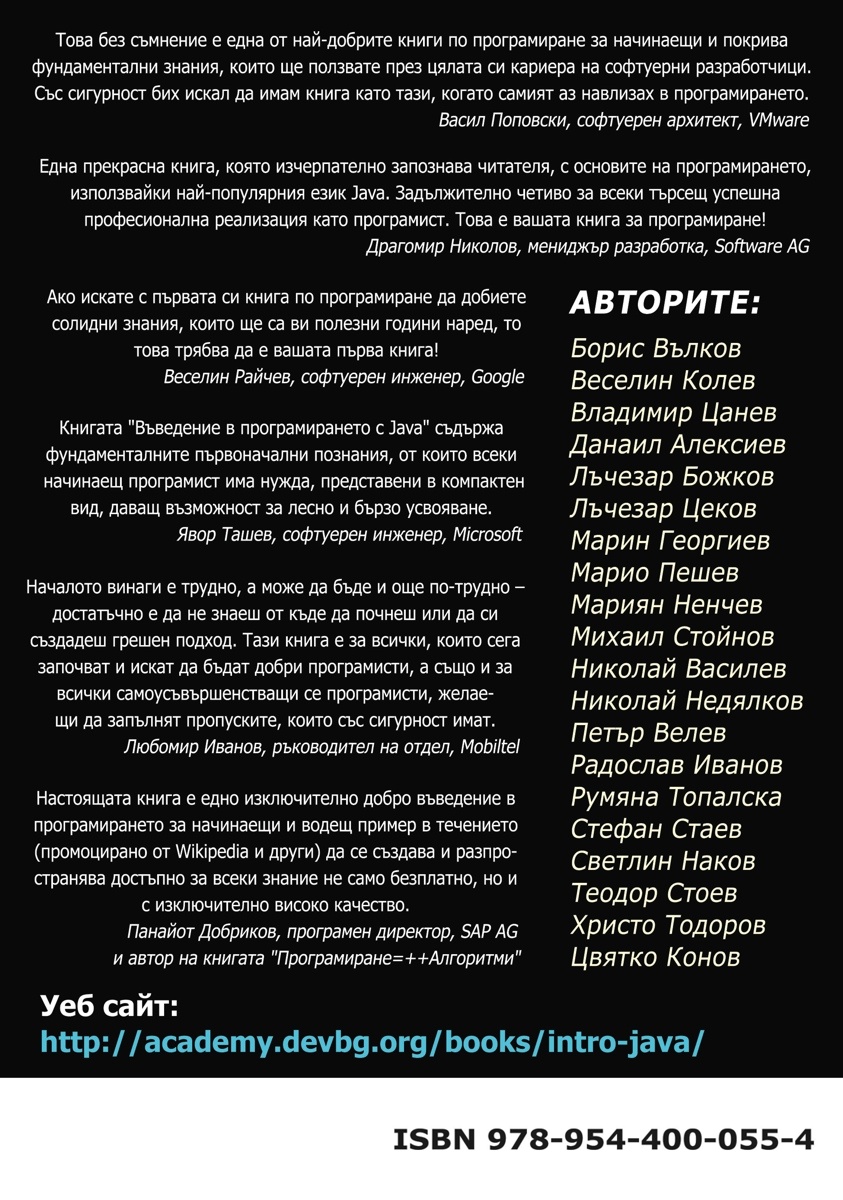 Това без съмнение е една от най-добрите книги по програмиране за начинаещи и покрива
фундаментални знания, които ще ползвате през цялата си кариера на софтуерни разработчици.
Със сигурност бих искал да имам книга като тази, когато самият аз навлизах в програмирането.
Васил Поповски, софтуерен архитект, VMware
Една прекрасна книга, която изчерпателно запознава читателя, с основите на програмирането,
използвайки най-популярния език Java. Задължително четиво за всеки търсещ успешна
професионална реализация като програмист. Това е вашата книга за програмиране!
Драгомир Николов, мениджър разработка, Software AG
Ако искате с първата си книга по програмиране да добиете
солидни знания, които ще са ви полезни години наред, то
това трябва да е вашата първа книга!
Веселин Райчев, софтуерен инженер, Google
Книгата "Въведение в програмирането с Java" съдържа
фундаменталните първоначални познания, от които всеки
начинаещ програмист има нужда, представени в компактен
вид, даващ възможност за лесно и бързо усвояване.
Явор Ташев, софтуерен инженер, Microsoft
Началото винаги е трудно, а може да бъде и още по-трудно –
достатъчно е да не знаеш от къде да почнеш или да си
създадеш грешен подход. Тази книга е за всички, които сега
започват и искат да бъдат добри програмисти, а също и за
всички самоусъвършенстващи се програмисти, желае-
щи да запълнят пропуските, които със сигурност имат.
Любомир Иванов, ръководител на отдел, Mobiltel
Настоящата книга е едно изключително добро въведение в
програмирането за начинаещи и водещ пример в течението
(промоцирано от Wikipedia и други) да се създава и разпро-
странява достъпно за всеки знание не само безплатно, но и
с изключително високо качество.
Панайот Добриков, програмен директор, SAP AG
и автор на книгата "Програмиране=++Алгоритми"
АВТОРИТЕ:
Борис Вълков
Веселин Колев
Владимир Цанев
Данаил Алексиев
Лъчезар Божков
Лъчезар Цеков
Марин Георгиев
Марио Пешев
Мариян Ненчев
Михаил Стойнов
Николай Василев
Николай Недялков
Петър Велев
Радослав Иванов
Румяна Топалска
Стефан Стаев
Светлин Наков
Теодор Стоев
Христо Тодоров
Цвятко Конов
Уеб сайт:
http://academy.devbg.org/books/intro-java/
ISBN 978-954-400-055-4